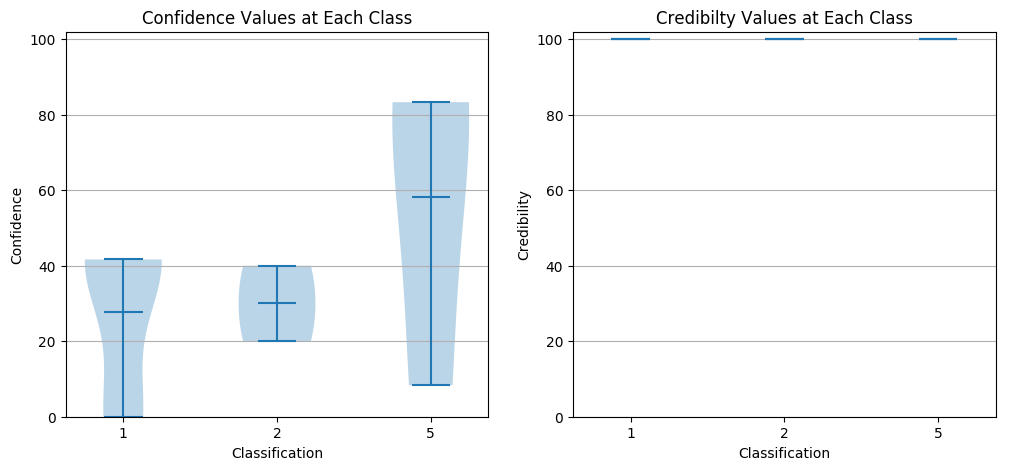 Confidence Values at Each Class
100
80
60
40
20
0
Confidence
1 2 5
Classification
Credibilty Values at Each Class
100
80
60
40
20
0
Credibility
1 2 5
Classification